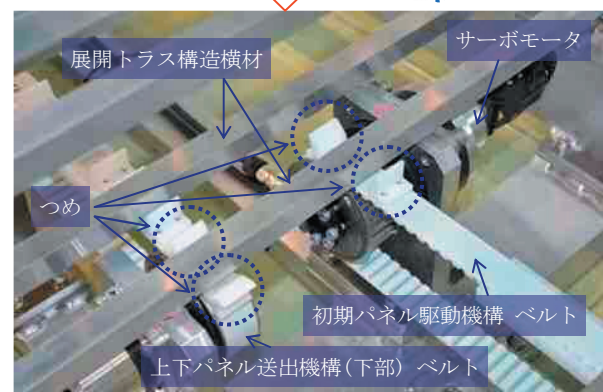 サーボモータ
展開トラス構造横材
つめ
初期パネル駆動機構 ベルト
上下パネル送出機構(下部) ベルト